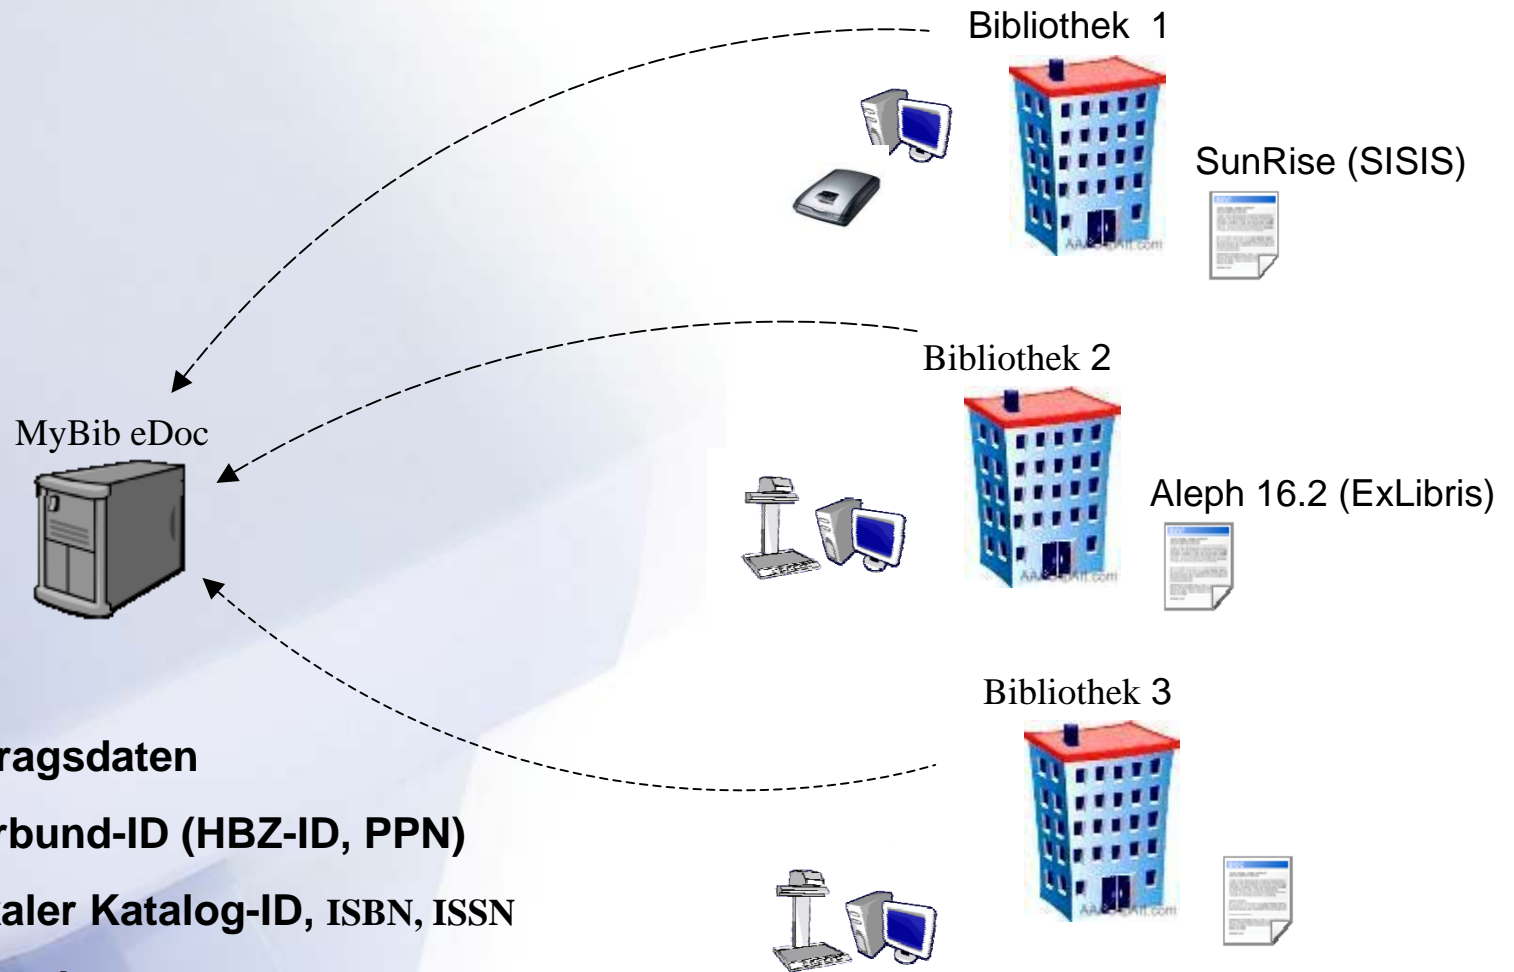 Bibliothek 1
SunRise (SISIS)
Bibliothek 2
MyBib eDoc
Aleph 16.2 (ExLibris)
Bibliothek 3
ragsdaten
rbund-ID (HBZ-ID, PPN)
kaler Katalog-ID, ISBN, ISSN